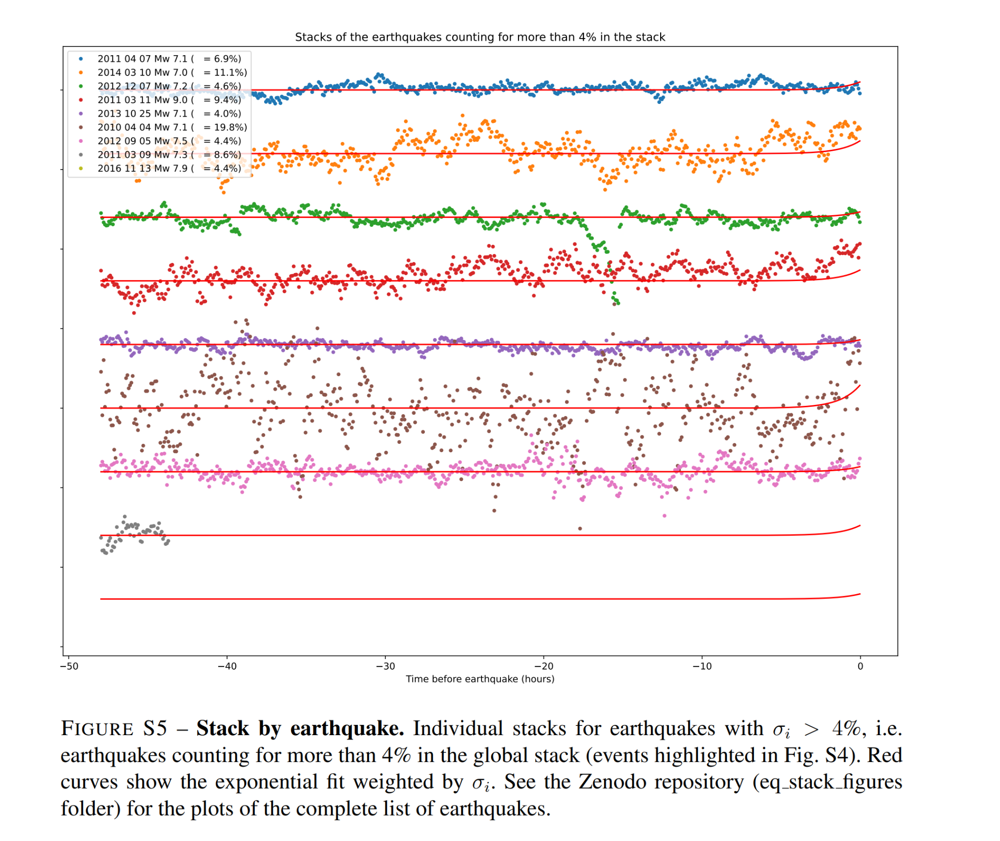 Stacks of the earthquakes counting for more than 4% in the stack
2011 04 07 Mw 7.1 (   = 6.9%)
2014 03 10 Mw 7.0 (   = 11.1%)
2012 12 07 Mw 7.2 (   = 4.6%)
2011 03 11 Mw 9.0 (   = 9.4%)
2013 10 25 Mw 7.1 (   = 4.0%)
2010 04 04 Mw 7.1 (   = 19.8%)
2012 09 05 Mw 7.5 (   = 4.4%)
2011 03 09 Mw 7.3 (   = 8.6%)
2016 11 13 Mw 7.9 (   = 4.4%)
−50 −40 −30 −20 −10 0
Time before earthquake (hours)
FIGURE S5 – Stack by earthquake. Individual stacks for earthquakes with σᵢ > 4%, i.e.
earthquakes counting for more than 4% in the global stack (events highlighted in Fig. S4). Red
curves show the exponential fit weighted by σᵢ. See the Zenodo repository (eq_stack_figures
folder) for the plots of the complete list of earthquakes.